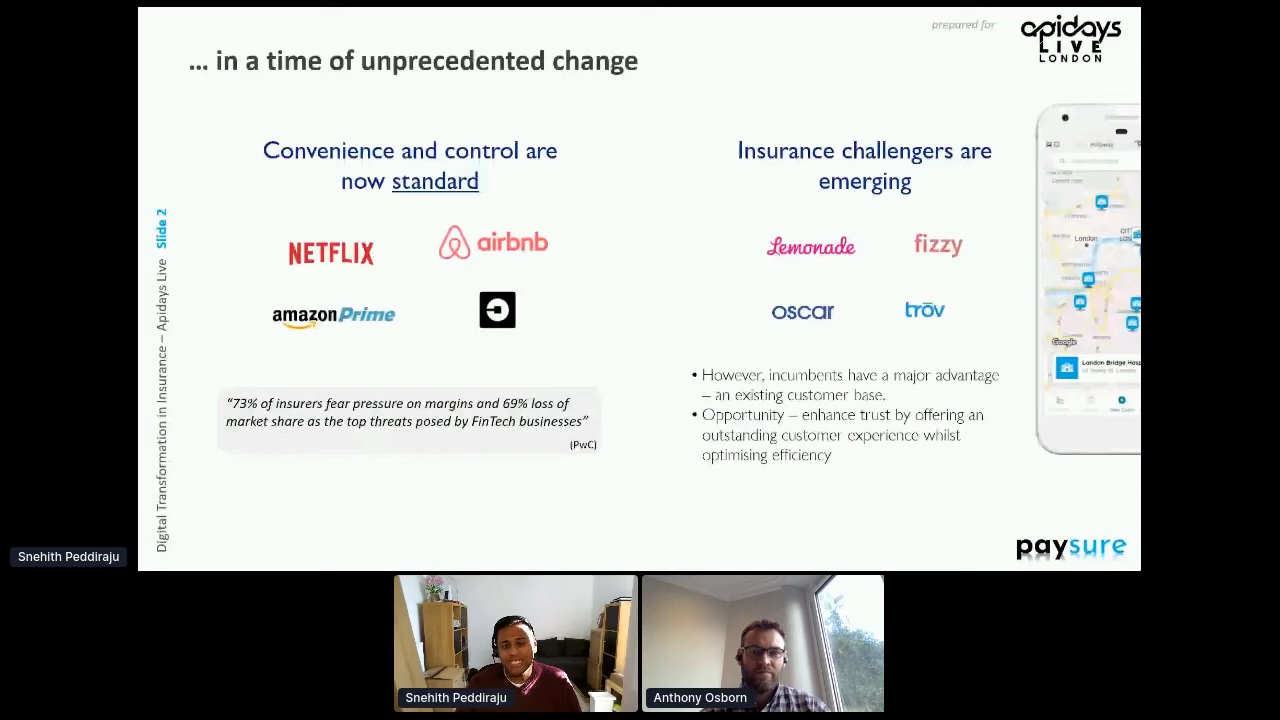 prepared for
apidays
LIVE
LONDON
... in a time of unprecedented change
Convenience and control are
now standard
NETFLIX
airbnb
amazonPrime
Insurance challengers are
emerging
Lemonade
fizzy
oscar
trōv
• However, incumbents have a major advantage
– an existing customer base.
• Opportunity – enhance trust by offering an
outstanding customer experience whilst
optimising efficiency
“73% of insurers fear pressure on margins and 69% loss of
market share as the top threats posed by FinTech businesses”
(PwC)
London
Google
London Bridge Hosp
Digital Transformation in Insurance – Apidays Live Slide 2
paysure
Snehith Peddiraju
Snehith Peddiraju
Anthony Osborn